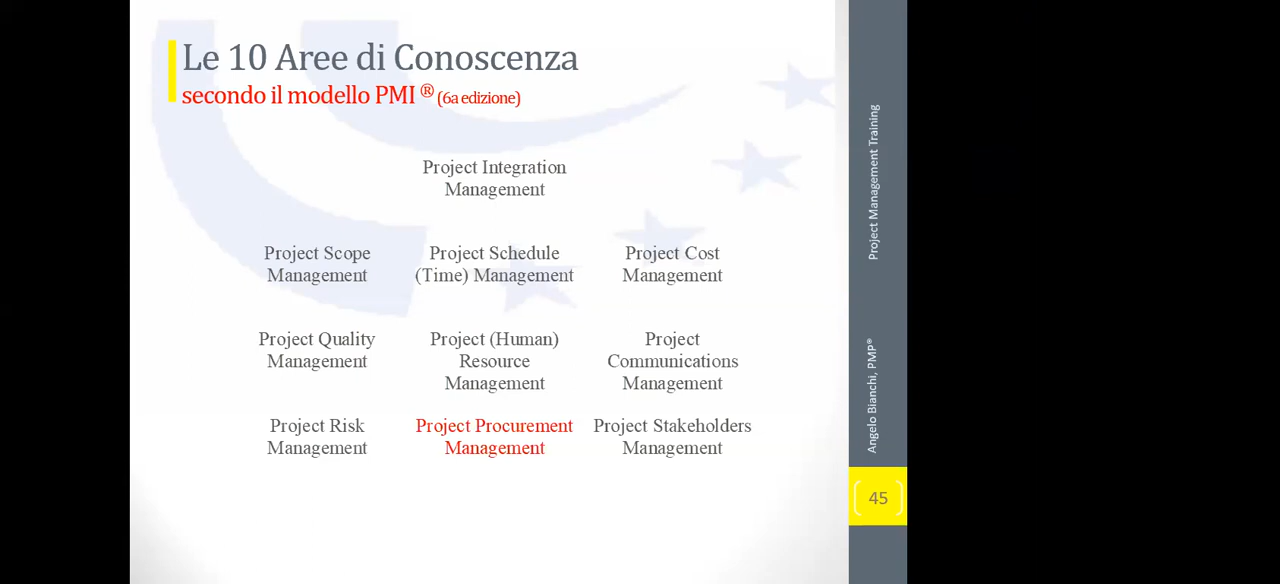 Le 10 Aree di Conoscenza
secondo il modello PMI ® (6a edizione)
Project Integration
Management
Project Scope
Management
Project Schedule
(Time) Management
Project Cost
Management
Project Quality
Management
Project (Human)
Resource
Management
Project
Communications
Management
Project Risk
Management
Project Procurement
Management
Project Stakeholders
Management
Project Management Training
Angelo Bianchi, PMP®
45